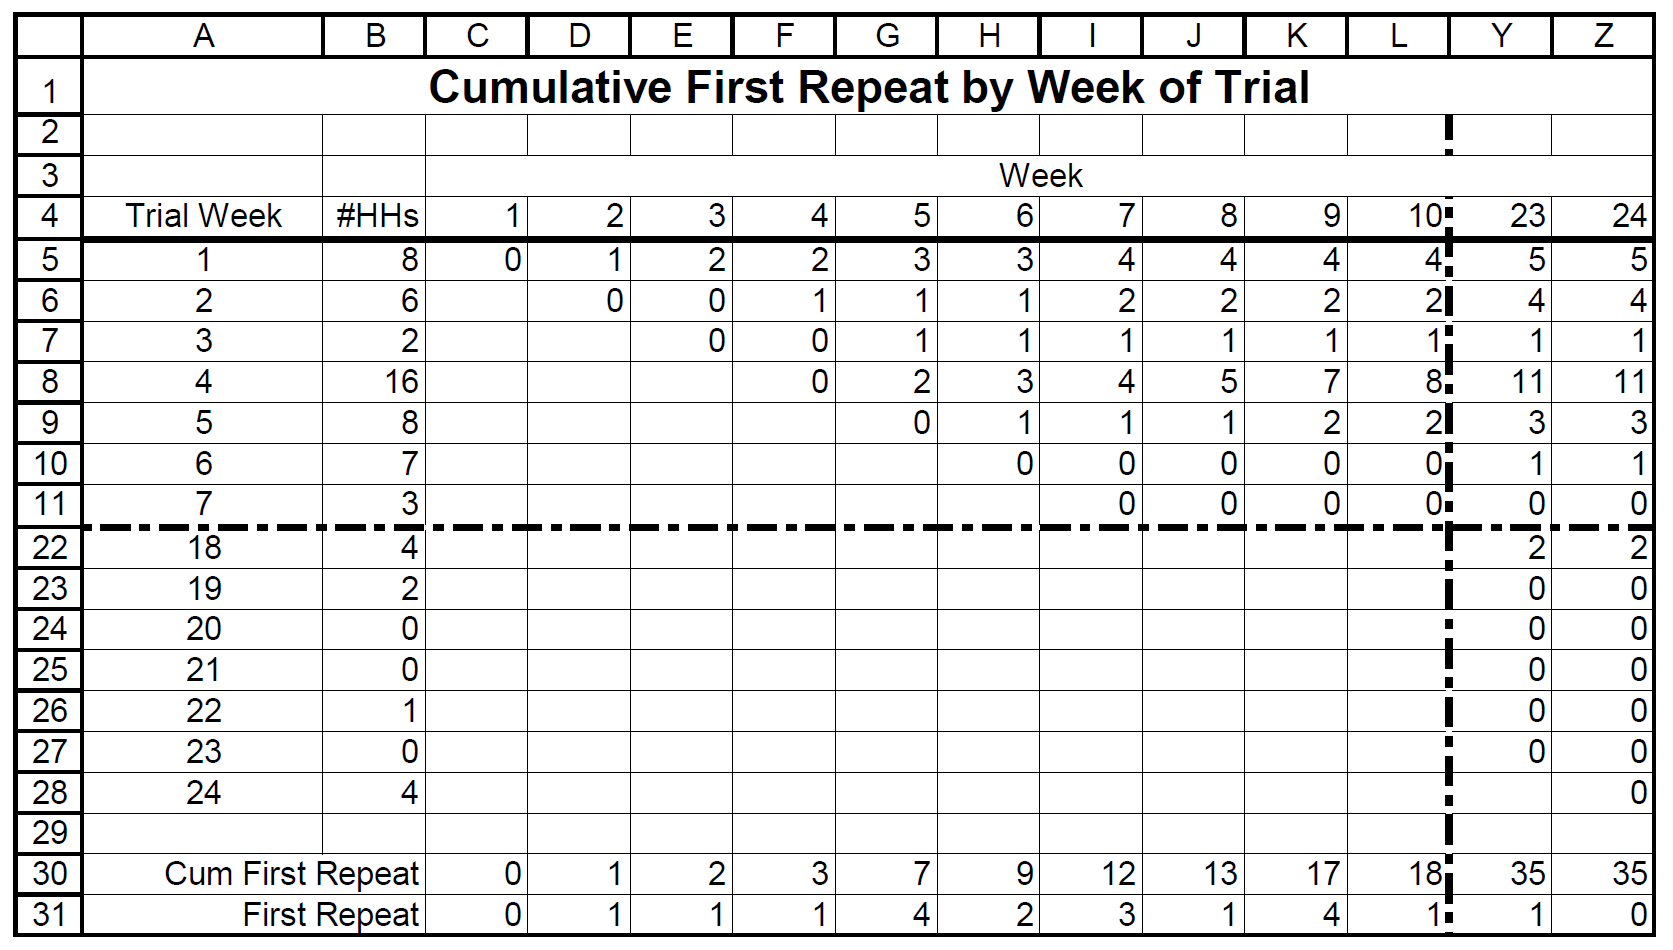 A B C D E F G H I J K L Y Z
1 Cumulative First Repeat by Week of Trial
2
3 Week
4 Trial Week #HHs 1 2 3 4 5 6 7 8 9 10 23 24
5 1 8 0 1 2 2 3 3 4 4 4 4 5 5
6 2 6 0 0 1 1 1 2 2 2 2 4 4
7 3 2 0 0 1 1 1 1 1 1 1 1
8 4 16 0 2 3 4 5 7 8 11 11
9 5 8 0 1 1 1 2 2 3 3
10 6 7 0 0 0 0 0 1 1
11 7 3 0 0 0 0 0 0
22 18 4 2 2
23 19 2 0 0
24 20 0 0 0
25 21 0 0 0
26 22 1 0 0
27 23 0 0 0
28 24 4 0
29
30 Cum First Repeat 0 1 2 3 7 9 12 13 17 18 35 35
31 First Repeat 0 1 1 1 4 2 3 1 4 1 1 0